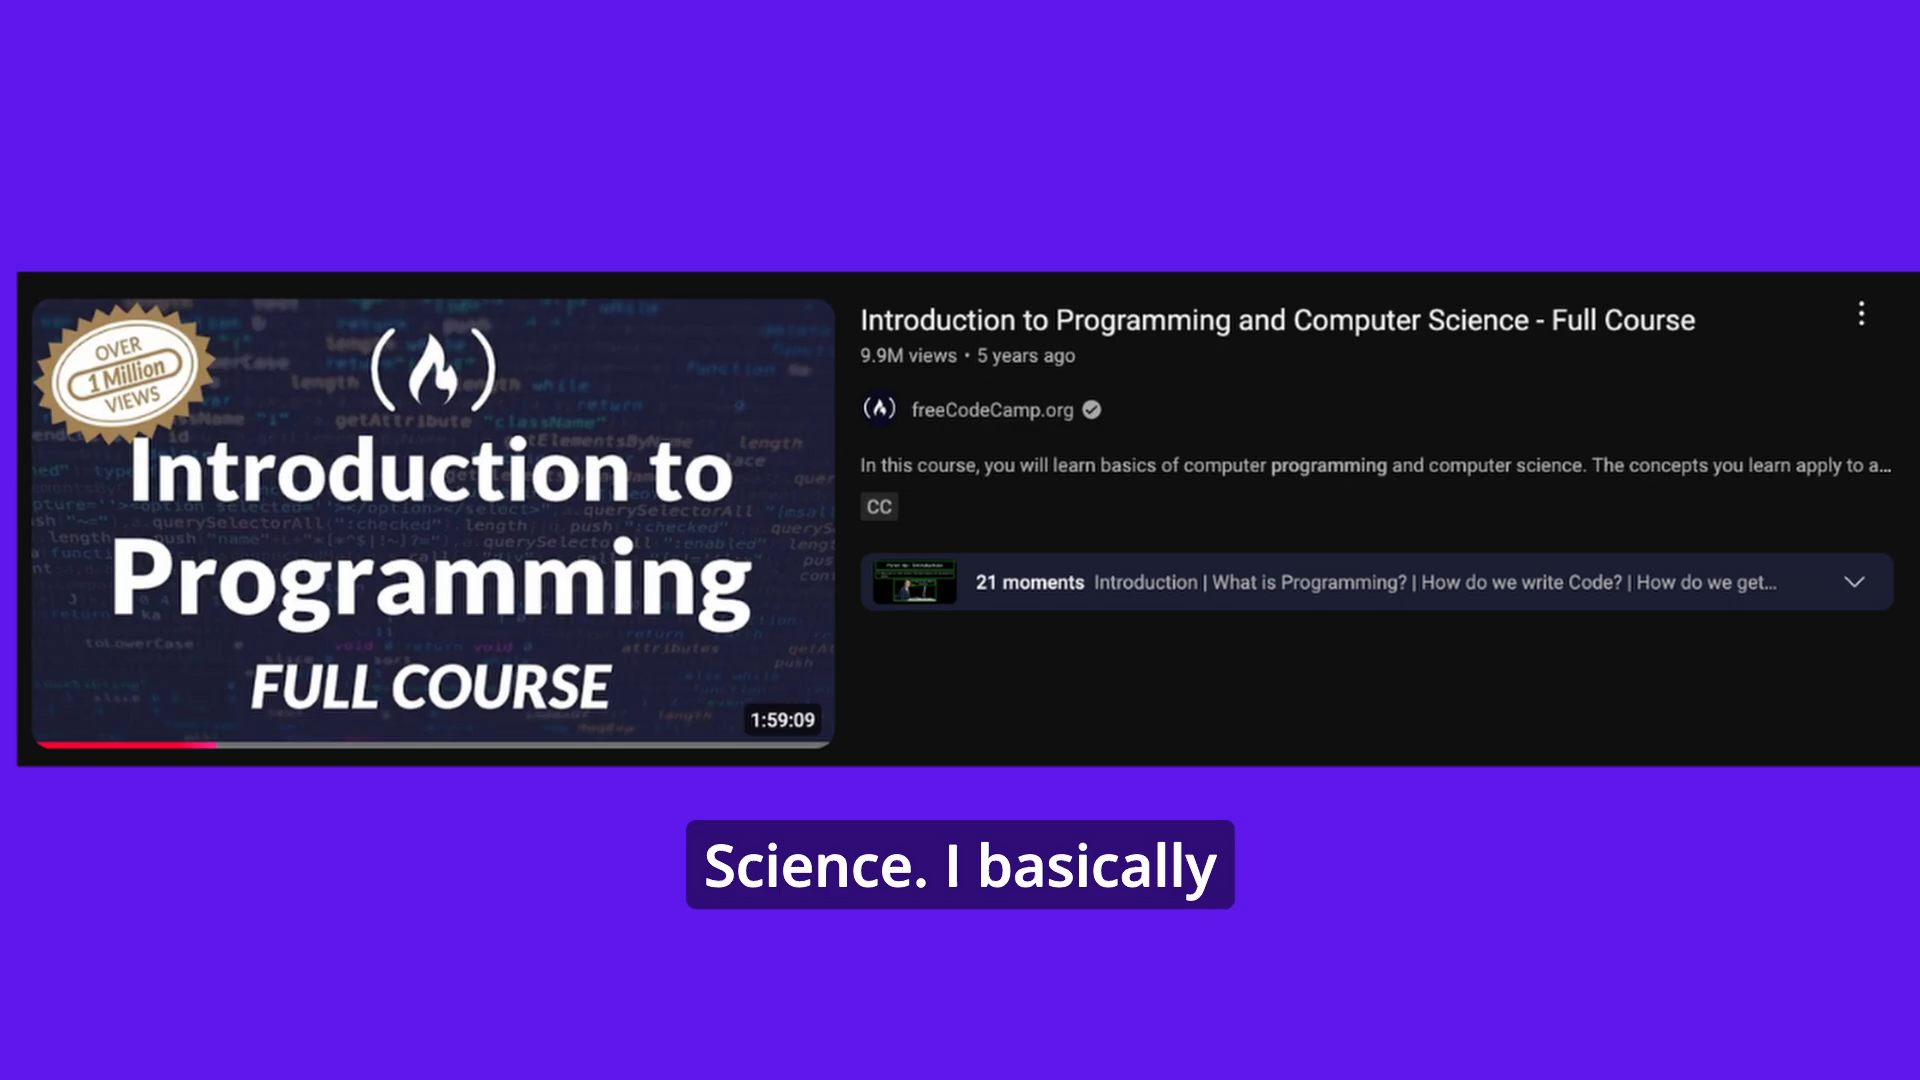 OVER
1 Million
VIEWS
Introduction to
Programming
FULL COURSE
1:59:09
Introduction to Programming and Computer Science - Full Course
9.9M views • 5 years ago
freeCodeCamp.org
In this course, you will learn basics of computer programming and computer science. The concepts you learn apply to a...
CC
21 moments Introduction | What is Programming? | How do we write Code? | How do we get...
Science. I basically